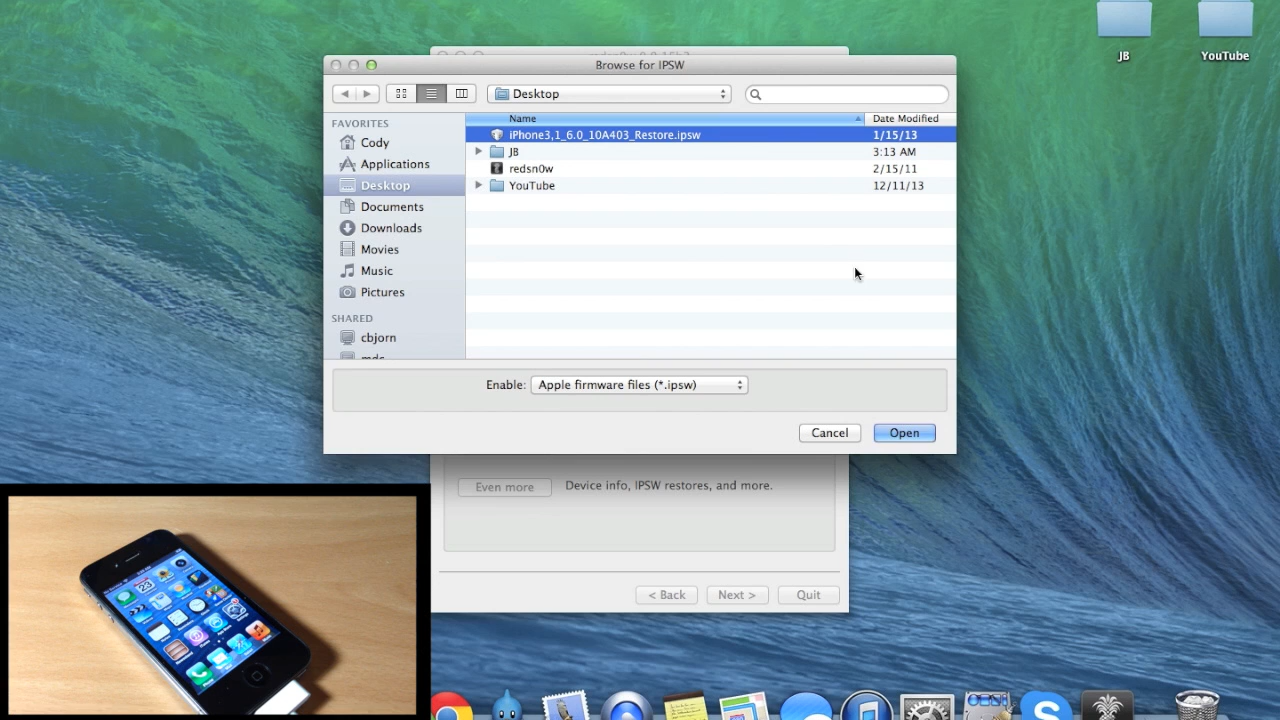 JB
YouTube
Browse for IPSW
Desktop
Name
Date Modified
FAVORITES
Cody
Applications
Desktop
Documents
Downloads
Movies
Music
Pictures
SHARED
cbjorn
iPhone3,1_6.0_10A403_Restore.ipsw 1/15/13
JB 3:13 AM
redsn0w 2/15/11
YouTube 12/11/13
Enable: Apple firmware files (*.ipsw)
Cancel
Open
Even more
Device info, IPSW restores, and more.
< Back
Next >
Quit
23